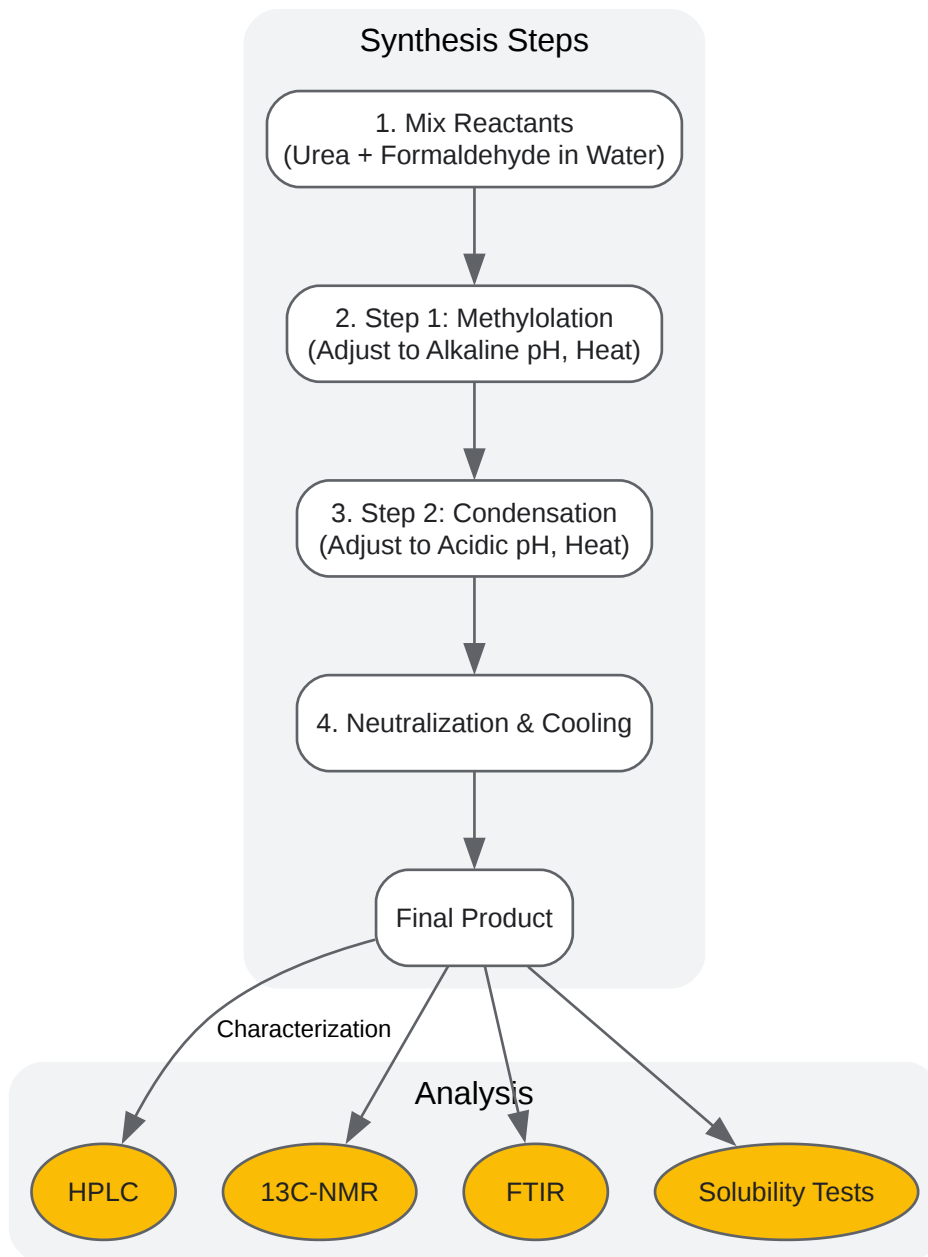 Synthesis Steps
1. Mix Reactants
(Urea + Formaldehyde in Water)
2. Step 1: Methylolation
(Adjust to Alkaline pH, Heat)
3. Step 2: Condensation
(Adjust to Acidic pH, Heat)
4. Neutralization & Cooling
Final Product
Characterization
Analysis
HPLC
13C-NMR
FTIR
Solubility Tests